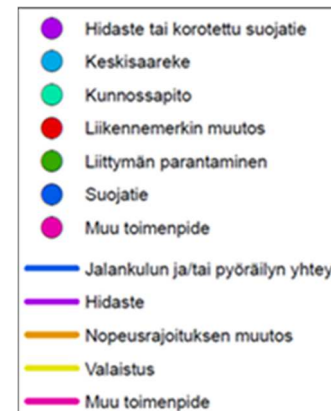 Hidaste tai korotettu suojatie
Keskisaareke
Kunnossapito
Liikennemerkin muutos
Liittymän parantaminen
Suojatie
Muu toimenpide
Jalankulun ja/tai pyöräilyn yhtey
Hidaste
Nopeusrajoituksen muutos
Valaistus
Muu toimenpide